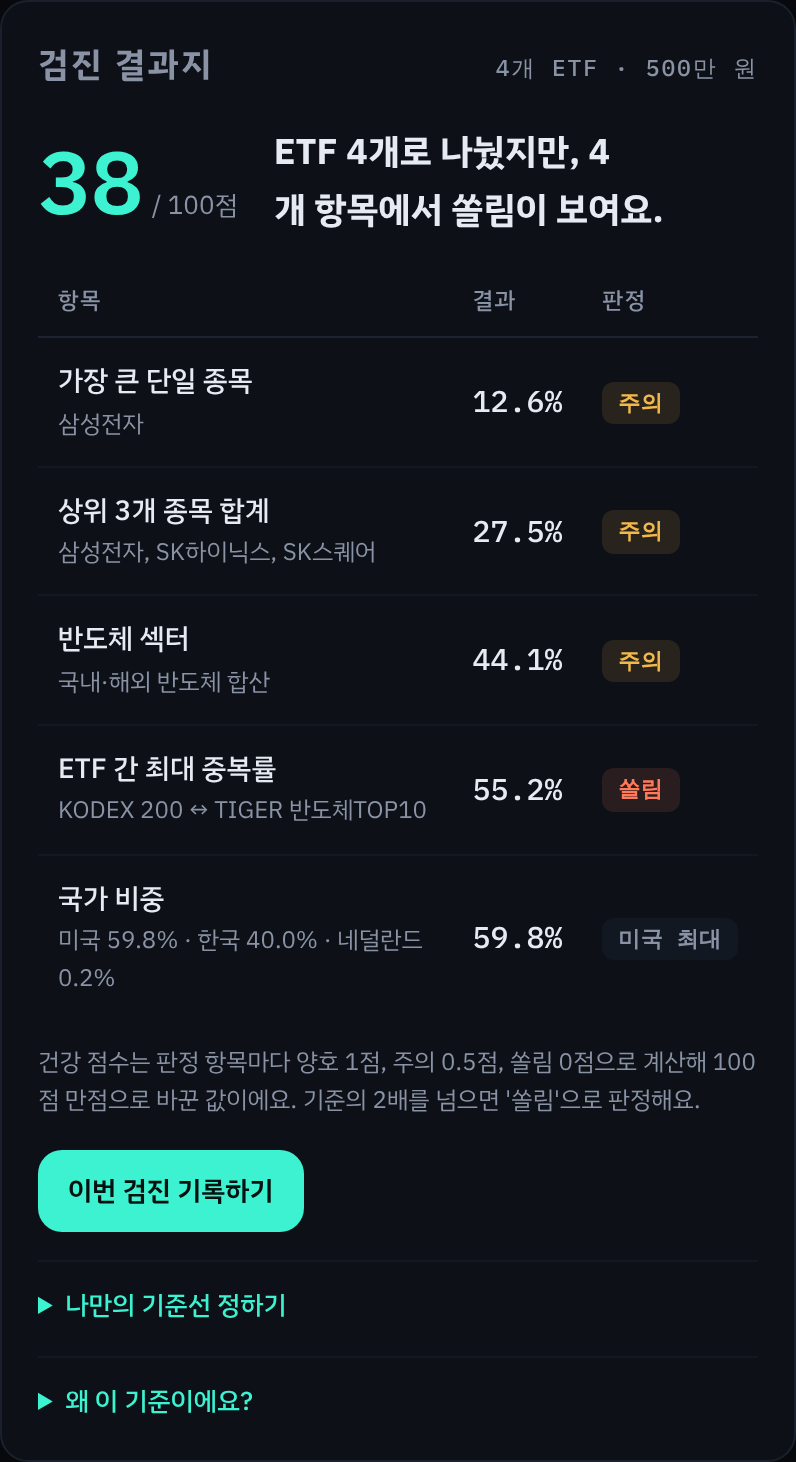 검진 결과지
4개 ETF · 500만 원
38 / 100점
ETF 4개로 나눴지만, 4
개 항목에서 쏠림이 보여요.
항목 결과 판정
가장 큰 단일 종목
삼성전자
12.6% 주의
상위 3개 종목 합계
삼성전자, SK하이닉스, SK스퀘어
27.5% 주의
반도체 섹터
국내·해외 반도체 합산
44.1% 주의
ETF 간 최대 중복률
KODEX 200 ↔ TIGER 반도체TOP10
55.2% 쏠림
국가 비중
미국 59.8% · 한국 40.0% · 네덜란드
0.2%
59.8% 미국 최대
건강 점수는 판정 항목마다 양호 1점, 주의 0.5점, 쏠림 0점으로 계산해 100
점 만점으로 바꾼 값이에요. 기준의 2배를 넘으면 '쏠림'으로 판정해요.
이번 검진 기록하기
▶ 나만의 기준선 정하기
▶ 왜 이 기준이에요?